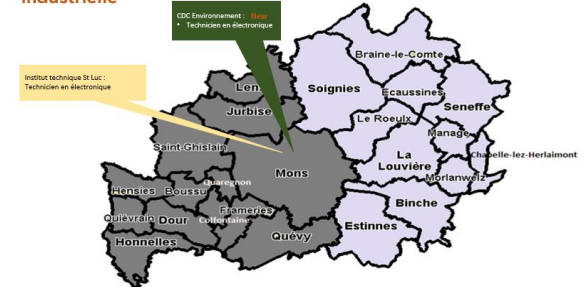 industrielle
CDC Environnement : New
• Technicien en électronique
Institut technique St Luc :
Technicien en électronique
Braine-le-Comte
Soignies
Ecaussines
Seneffe
Jurbise
Le Roeulx
Manage
Saint-Ghislain
La
Louvière
Chapelle-lez-Herlaimont
Mons
Morlanwelz
Quaregnon
Hensies
Boussu
Binche
Frameries
Quiévrain
Dour
Colfontaine
Estinnes
Quévy
Honnelles